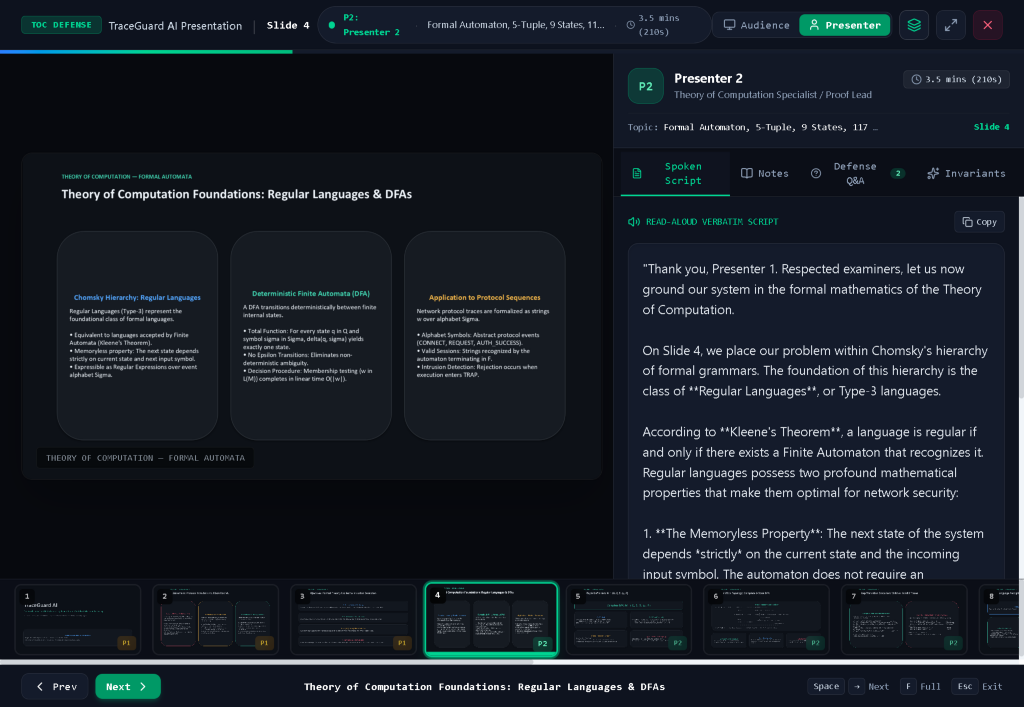 TOC DEFENSE
TraceGuard AI Presentation
Slide 4
P2:
Presenter 2
·
Formal Automaton, 5-Tuple, 9 States, 11...
·
3.5 mins
(210s)
Audience
Presenter
THEORY OF COMPUTATION — FORMAL AUTOMATA
Theory of Computation Foundations: Regular Languages & DFAs
Chomsky Hierarchy: Regular Languages
Regular Languages (Type-3) represent the
foundational class of formal languages.
• Equivalent to languages accepted by Finite
Automata (Kleene's Theorem).
• Memoryless property: The next state depends
strictly on current state and next input symbol.
• Expressible as Regular Expressions over event
alphabet Sigma.
Deterministic Finite Automata (DFA)
A DFA transitions deterministically between finite
internal states.
• Total Function: For every state q in Q and
symbol sigma in Sigma, delta(q, sigma) yields
exactly one state.
• No Epsilon Transitions: Eliminates non-
deterministic ambiguity.
• Decision Procedure: Membership testing (w in
L(M)) completes in linear time O(|w|).
Application to Protocol Sequences
Network protocol traces are formalized as strings
w over alphabet Sigma.
• Alphabet Symbols: Abstract protocol events
(CONNECT, REQUEST, AUTH_SUCCESS).
• Valid Sessions: Strings recognized by the
automaton terminating in F.
• Intrusion Detection: Rejection occurs when
execution enters TRAP.
THEORY OF COMPUTATION — FORMAL AUTOMATA
P2
Presenter 2
Theory of Computation Specialist / Proof Lead
3.5 mins (210s)
Topic: Formal Automaton, 5-Tuple, 9 States, 117 …
Slide 4
Spoken
Script
Notes
Defense
Q&A
2
Invariants
READ-ALOUD VERBATIM SCRIPT
Copy
"Thank you, Presenter 1. Respected examiners, let us now
ground our system in the formal mathematics of the Theory
of Computation.
On Slide 4, we place our problem within Chomsky's hierarchy
of formal grammars. The foundation of this hierarchy is the
class of **Regular Languages**, or Type-3 languages.
According to **Kleene's Theorem**, a language is regular if
and only if there exists a Finite Automaton that recognizes it.
Regular languages possess two profound mathematical
properties that make them optimal for network security:
1. **The Memoryless Property**: The next state of the system
depends *strictly* on the current state and the incoming
input symbol. The automaton does not require an
1
TraceGuard AI
P1
2
P1
3
P1
4
P2
5
P2
6
P2
7
P2
8
Prev
Next
Theory of Computation Foundations: Regular Languages & DFAs
Space
→
Next
F
Full
Esc
Exit